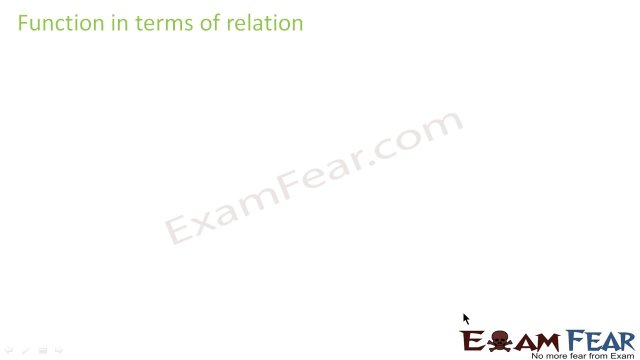 Function in terms of relation
ExamFear.com
EXAM FEAR
No more fear from Exam